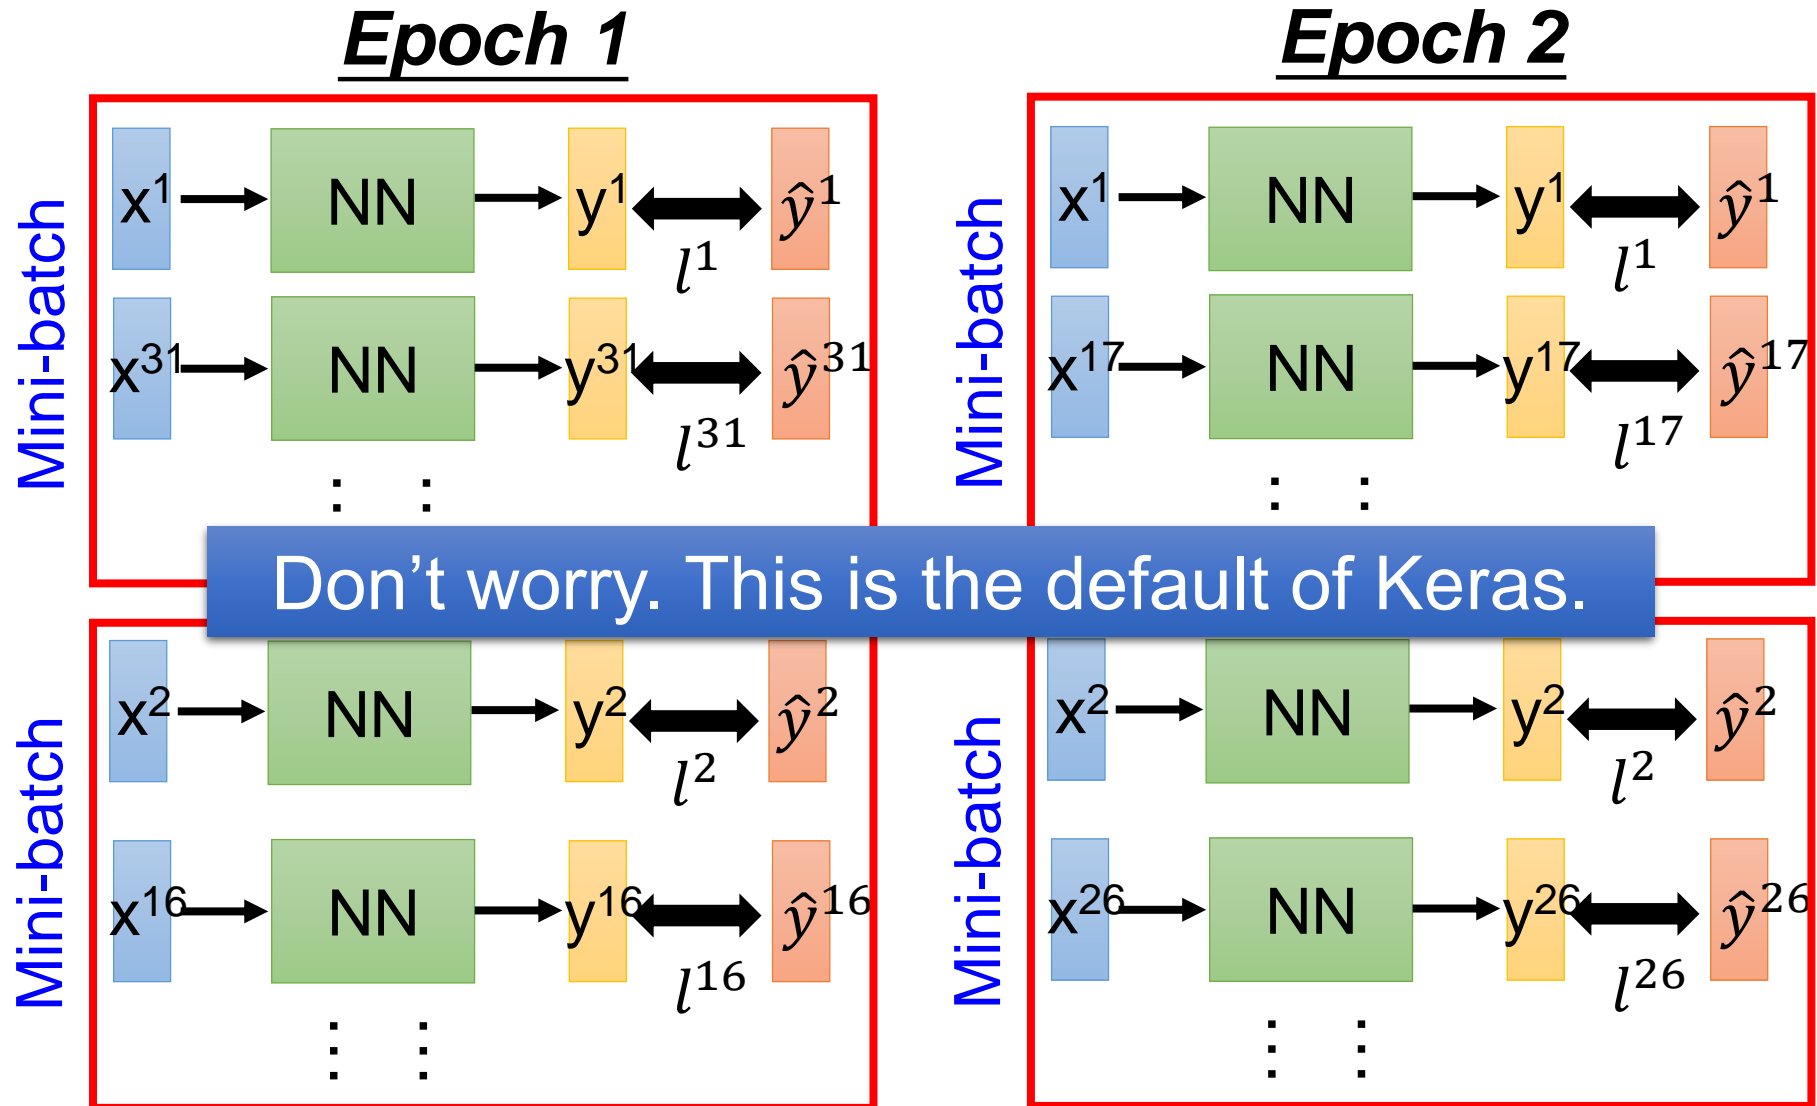 Epoch 1
Mini-batch
x¹ NN y¹ ŷ¹
l¹
x³¹ NN y³¹ ŷ³¹
l³¹
Epoch 2
Mini-batch
x¹ NN y¹ ŷ¹
l¹
x¹⁷ NN y¹⁷ ŷ¹⁷
l¹⁷
Don’t worry. This is the default of Keras.
Mini-batch
x² NN y² ŷ²
l²
x¹⁶ NN y¹⁶ ŷ¹⁶
l¹⁶
Mini-batch
x² NN y² ŷ²
l²
x²⁶ NN y²⁶ ŷ²⁶
l²⁶